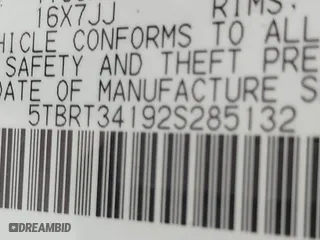 16X7JJ RIMS.
HICLE CONFORMS TO ALL
SAFETY AND THEFT PRE
DATE OF MANUFACTURE S
5TBRT34192S285132
DREAMBID